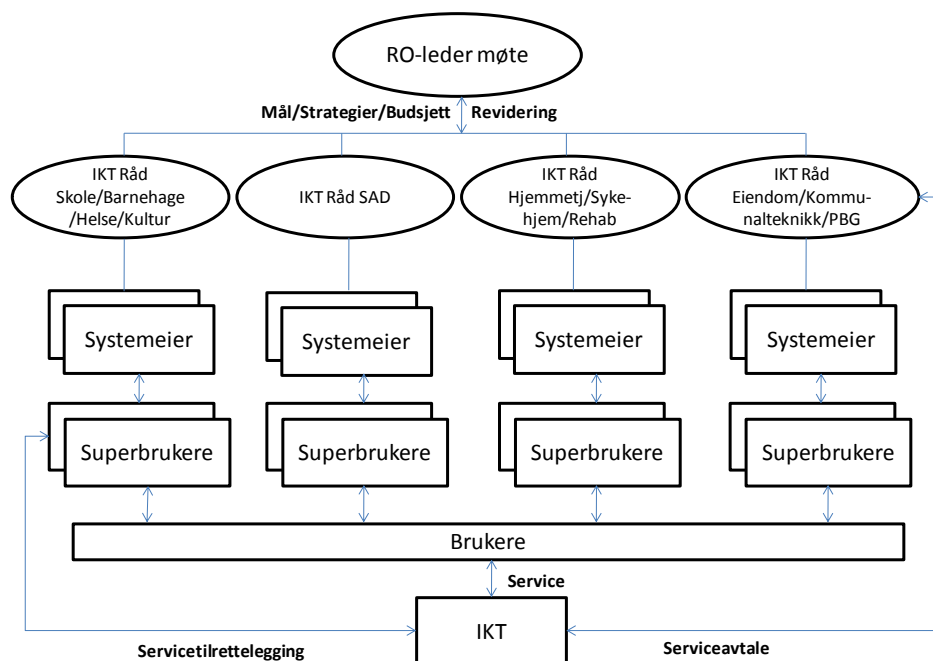 RO-leder møte
Mål/Strategier/Budsjett
Revidering
IKT Råd
Skole/Barnehage
/Helse/Kultur
IKT Råd SAD
IKT Råd
Hjemmetj/Syke-
hjem/Rehab
IKT Råd
Eiendom/Kommu-
nalteknikk/PBG
Systemeier
Systemeier
Systemeier
Systemeier
Superbrukere
Superbrukere
Superbrukere
Superbrukere
Brukere
Service
IKT
Servicetilrettelegging
Serviceavtale